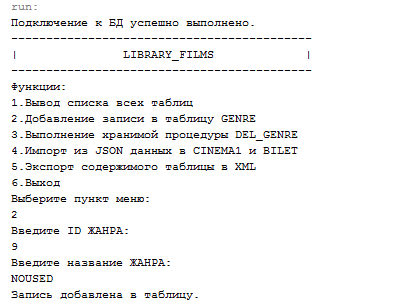 run:
Подключение к БД успешно выполнено.
-------------------------------------------
|               LIBRARY_FILMS             |
-------------------------------------------
Функции:
1.Вывод списка всех таблиц
2.Добавление записи в таблицу GENRE
3.Выполнение хранимой процедуры DEL_GENRE
4.Импорт из JSON данных в CINEMA1 и BILET
5.Экспорт содержимого таблицы в XML
6.Выход
Выберите пункт меню:
2
Введите ID ЖАНРА:
9
Введите название ЖАНРА:
NOUSED
Запись добавлена в таблицу.